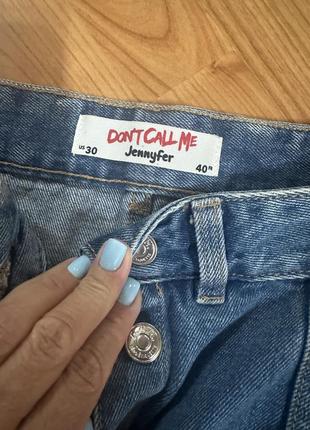 DON'T CALL ME
Jennyfer
US 30
40 FR